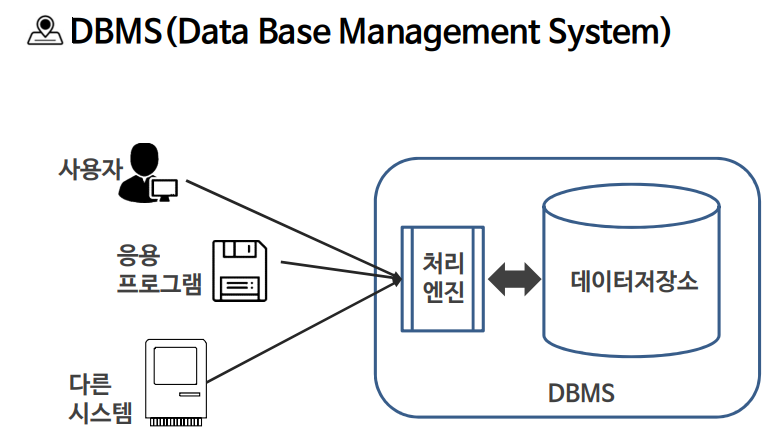 DBMS(Data Base Management System)
사용자
응용
프로그램
다른
시스템
처리
엔진
데이터저장소
DBMS